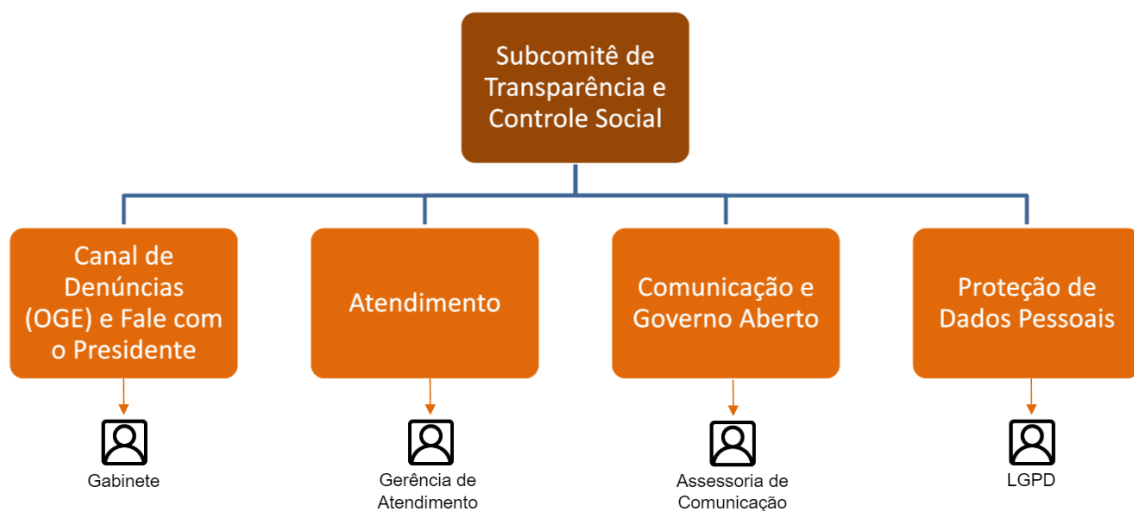 Subcomitê de
Transparência e
Controle Social
Canal de
Denúncias
(OGE) e Fale com
o Presidente
Atendimento
Comunicação e
Governo Aberto
Proteção de
Dados Pessoais
Gabinete
Gerência de
Atendimento
Assessoria de
Comunicação
LGPD